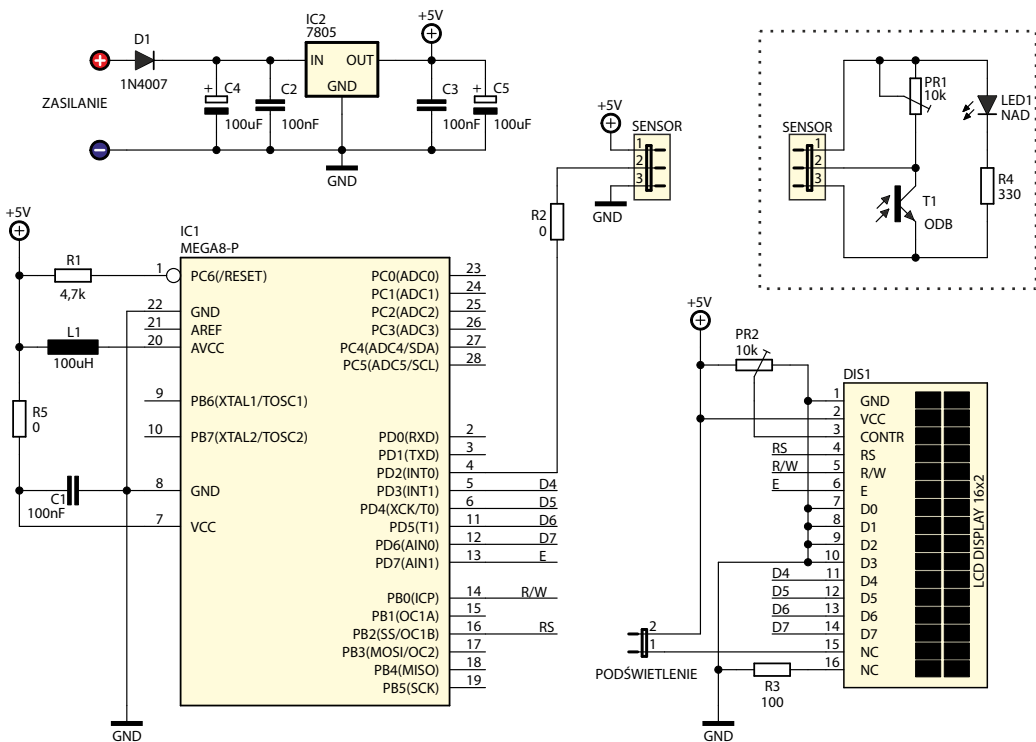 IC2
7805
D1
1N4007
ZASILANIE
+
C4
100uF
C2
100nF
IN
OUT
GND
+5V
C3
100nF
+
C5
100uF
GND
+5V
SENSOR
1
2
3
GND
R2
0
SENSOR
1
2
3
PR1
10k
LED1
NAD
R4
330
T1
ODB
+5V
R1
4,7k
L1
100uH
R5
0
C1
100nF
GND
IC1
MEGA8-P
1 PC6(/RESET)
22 GND
21 AREF
20 AVCC
9 PB6(XTAL1/TOSC1)
10 PB7(XTAL2/TOSC2)
8 GND
7 VCC
PC0(ADC0) 23
PC1(ADC1) 24
PC2(ADC2) 25
PC3(ADC3) 26
PC4(ADC4/SDA) 27
PC5(ADC5/SCL) 28
PD0(RXD) 2
PD1(TXD) 3
PD2(INT0) 4
PD3(INT1) 5 D4
PD4(XCK/T0) 6 D5
PD5(T1) 11 D6
PD6(AIN0) 12 D7
PD7(AIN1) 13 E
PB0(ICP) 14 R/W
PB1(OC1A) 15
PB2(SS/OC1B) 16 RS
PB3(MOSI/OC2) 17
PB4(MISO) 18
PB5(SCK) 19
+5V
PR2
10k
DIS1
1 GND
2 VCC
3 CONTR
RS 4 RS
R/W 5 R/W
E 6 E
7 D0
8 D1
9 D2
10 D3
D4 11 D4
D5 12 D5
D6 13 D6
D7 14 D7
15 NC
16 NC
LCD DISPLAY 16x2
2
1
PODŚWIETLENIE
R3
100
GND